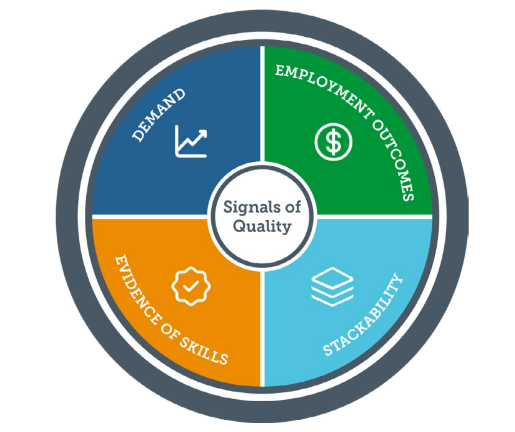 DEMAND
EMPLOYMENT OUTCOMES
Signals of
Quality
EVIDENCE OF SKILLS
STACKABILITY